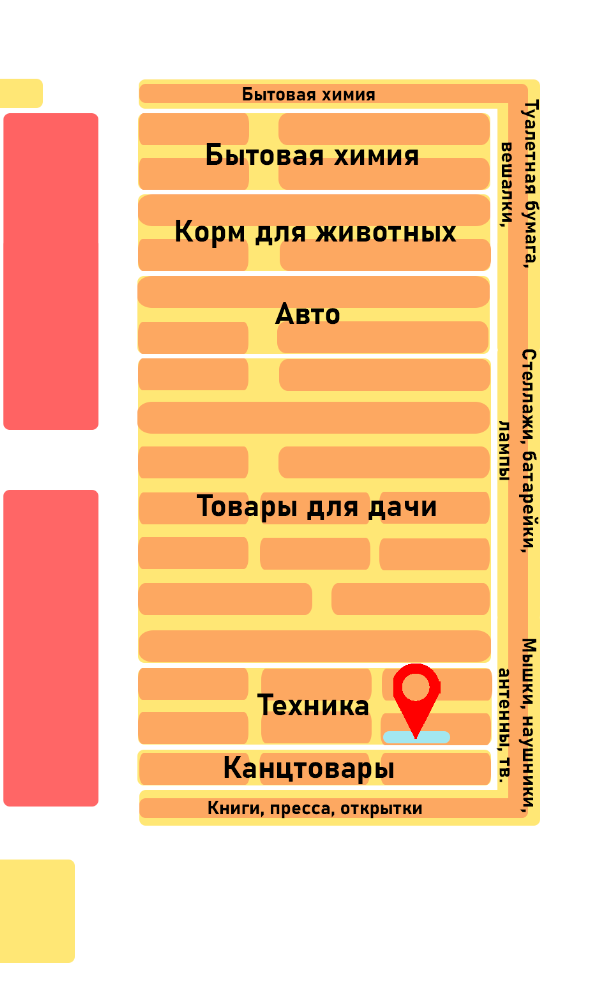 Бытовая химия
Бытовая химия
Корм для животных
Авто
Товары для дачи
Техника
Канцтовары
Книги, пресса, открытки
Туалетная бумага,
вешалки,
Стеллажи, батарейки,
лампы
Мышки, наушники,
антенны, тв.